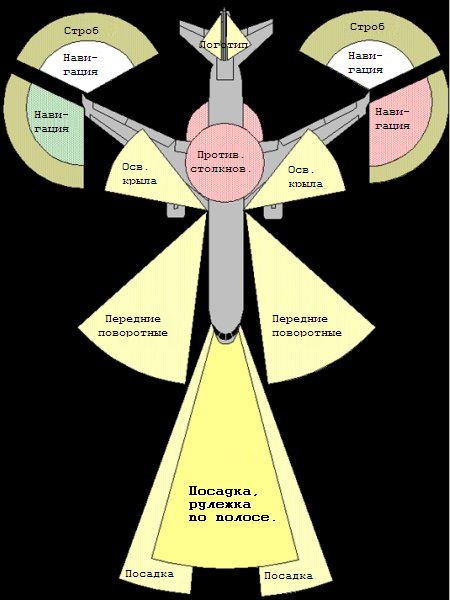 Строб
Строб
Логотип
Нави-
гация
Нави-
гация
Нави-
гация
Нави-
гация
Против.
столкнов.
Осв.
крыла
Осв.
крыла
Передние
поворотные
Передние
поворотные
Посадка,
рулежка
по полосе.
Посадка
Посадка